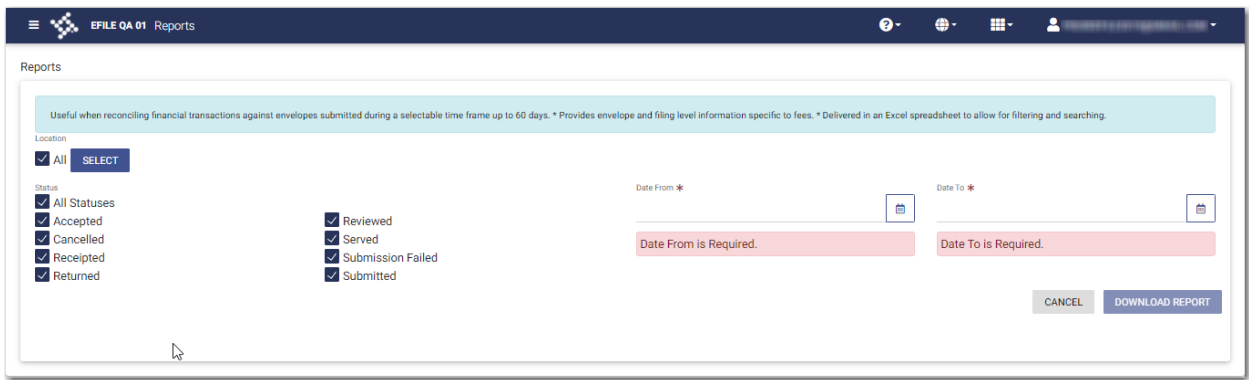 EFILE QA 01 Reports
Reports
Useful when reconciling financial transactions against envelopes submitted during a selectable time frame up to 60 days. * Provides envelope and filing level information specific to fees. * Delivered in an Excel spreadsheet to allow for filtering and searching.
Location
All SELECT
Status
All Statuses
Accepted
Cancelled
Receipted
Returned
Reviewed
Served
Submission Failed
Submitted
Date From *
Date From is Required.
Date To *
Date To is Required.
CANCEL DOWNLOAD REPORT